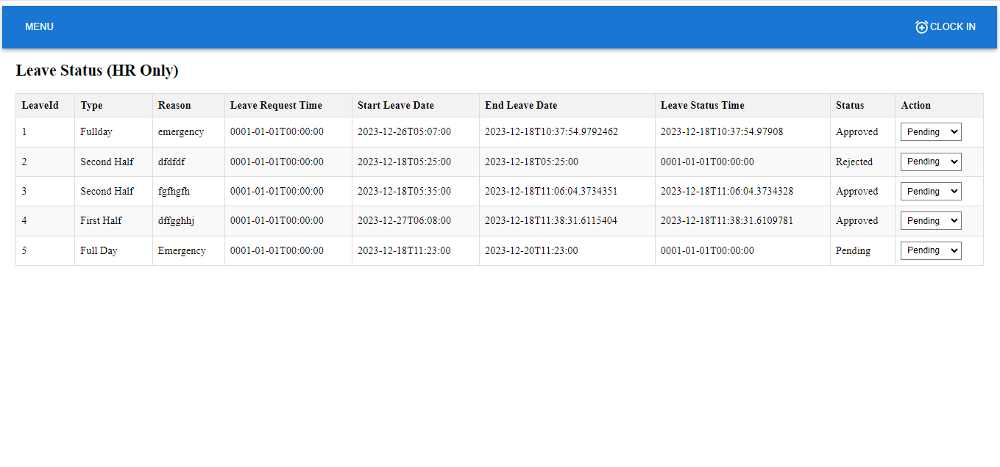 MENU CLOCK IN
Leave Status (HR Only)
LeaveId Type Reason Leave Request Time Start Leave Date End Leave Date Leave Status Time Status Action
1 Fullday emergency 0001-01-01T00:00:00 2023-12-26T05:07:00 2023-12-18T10:37:54.9792462 2023-12-18T10:37:54.97908 Approved Pending
2 Second Half dfdfdf 0001-01-01T00:00:00 2023-12-18T05:25:00 2023-12-18T05:25:00 0001-01-01T00:00:00 Rejected Pending
3 Second Half fgfhgfh 0001-01-01T00:00:00 2023-12-18T05:35:00 2023-12-18T11:06:04.3734351 2023-12-18T11:06:04.3734328 Approved Pending
4 First Half dffgghhj 0001-01-01T00:00:00 2023-12-27T06:08:00 2023-12-18T11:38:31.6115404 2023-12-18T11:38:31.6109781 Approved Pending
5 Full Day Emergency 0001-01-01T00:00:00 2023-12-18T11:23:00 2023-12-20T11:23:00 0001-01-01T00:00:00 Pending Pending